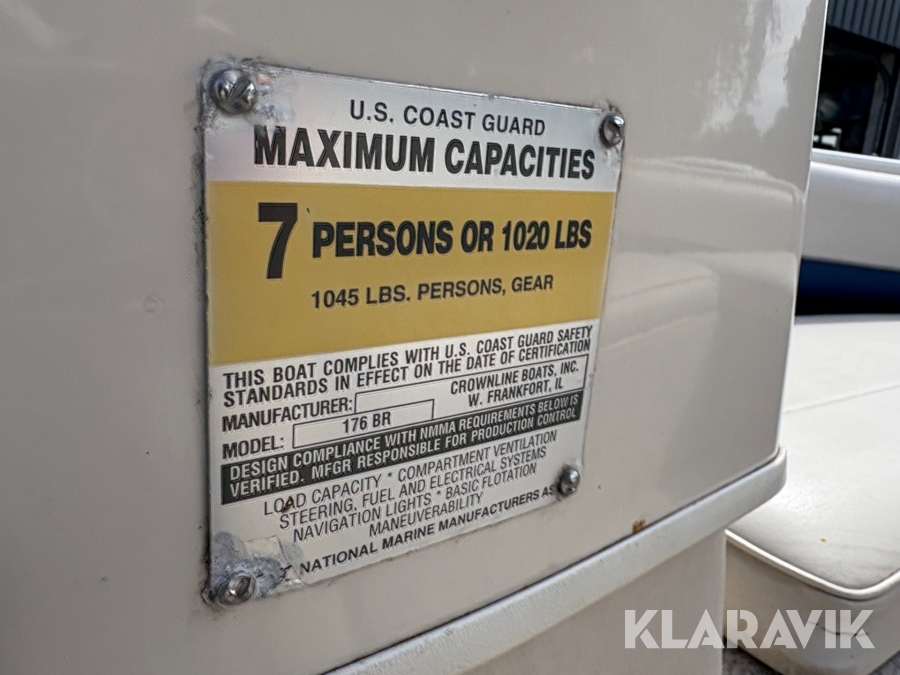 U.S. COAST GUARD
MAXIMUM CAPACITIES
7 PERSONS OR 1020 LBS
1045 LBS. PERSONS, GEAR
THIS BOAT COMPLIES WITH U.S. COAST GUARD SAFETY
STANDARDS IN EFFECT ON THE DATE OF CERTIFICATION
MANUFACTURER: CROWNLINE BOATS, INC.
W. FRANKFORT, IL
MODEL: 176 BR
DESIGN COMPLIANCE WITH NMMA REQUIREMENTS BELOW IS
VERIFIED. MFGR RESPONSIBLE FOR PRODUCTION CONTROL
LOAD CAPACITY * COMPARTMENT VENTILATION
STEERING, FUEL AND ELECTRICAL SYSTEMS
NAVIGATION LIGHTS * BASIC FLOTATION
MANEUVERABILITY
NATIONAL MARINE MANUFACTURERS AS
KLARAVIK